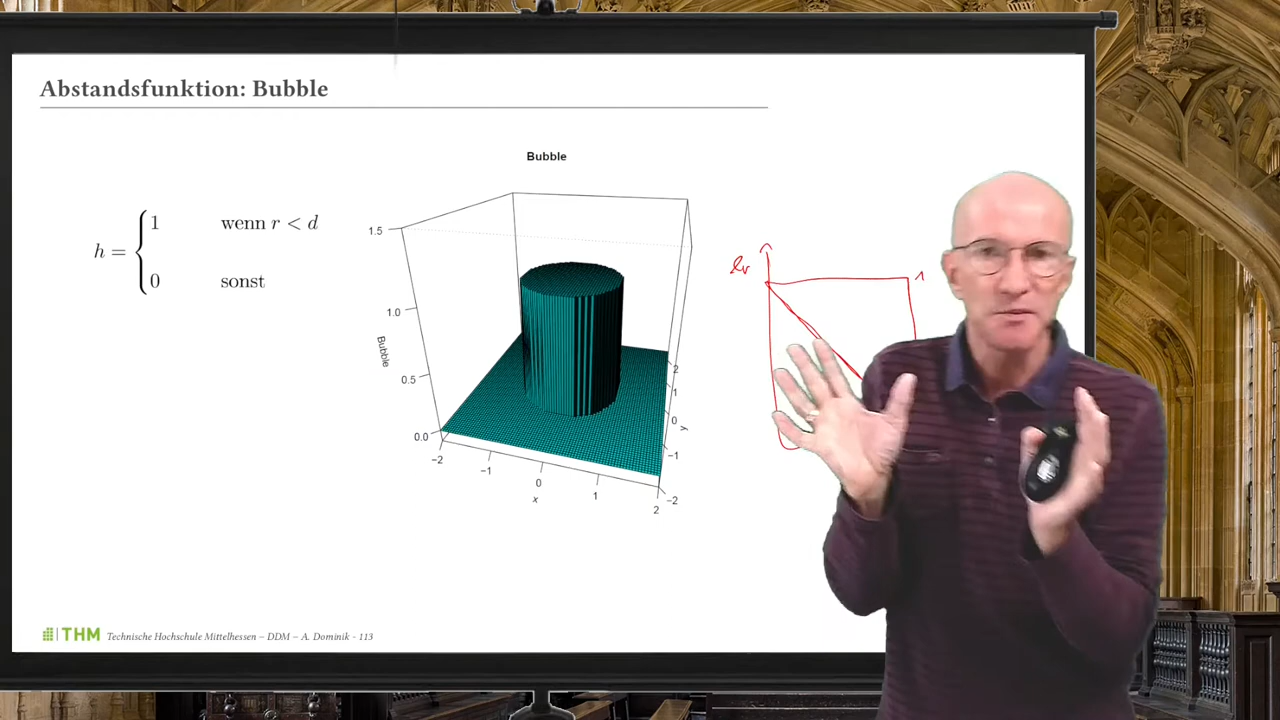 Abstandsfunktion: Bubble
Bubble
h = { 1 wenn r < d
0 sonst
1.5
1.0
0.5
0.0
Bubble
−2
−1
0
1
2
x
2
1
0
−1
−2
y
1
THM Technische Hochschule Mittelhessen – DDM – A. Dominik - 113